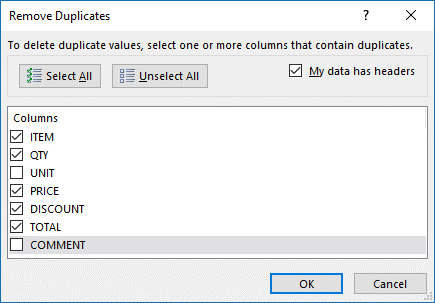 Remove Duplicates
To delete duplicate values, select one or more columns that contain duplicates.
Select All Unselect All My data has headers
Columns
ITEM
QTY
UNIT
PRICE
DISCOUNT
TOTAL
COMMENT
OK Cancel